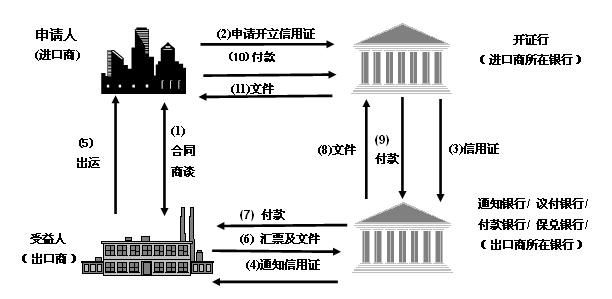 申请人
(进口商)
(2)申请开立信用证
(10)付款
(11)文件
开证行
(进口商所在银行)
(5)
出运
(1)
合同
商谈
(8)文件
(9)
付款
(3)信用证
受益人
(出口商)
(7) 付款
(6) 汇票及文件
(4)通知信用证
通知银行/ 议付银行/
付款银行/ 保兑银行/
(出口商所在银行)